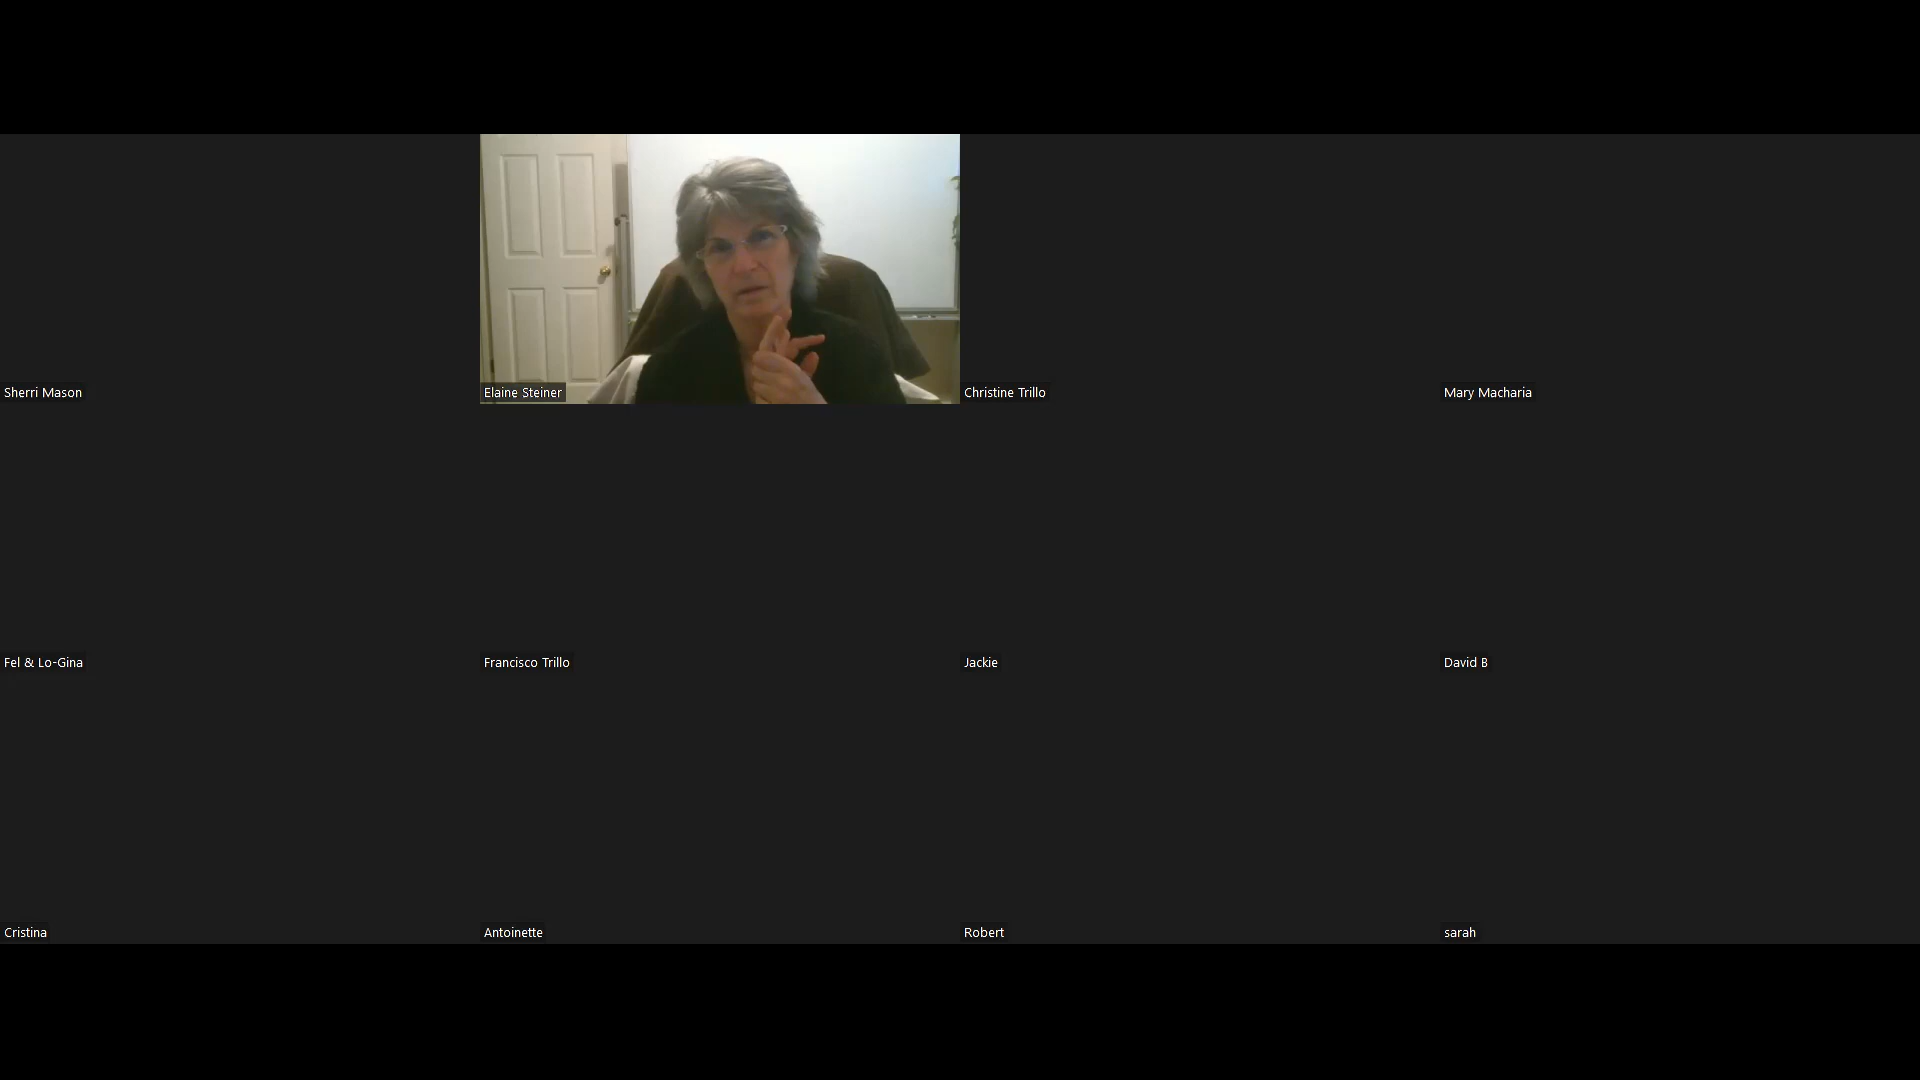 Sherri Mason
Elaine Steiner
Christine Trillo
Mary Macharia
Fel & Lo-Gina
Francisco Trillo
Jackie
David B
Cristina
Antoinette
Robert
sarah